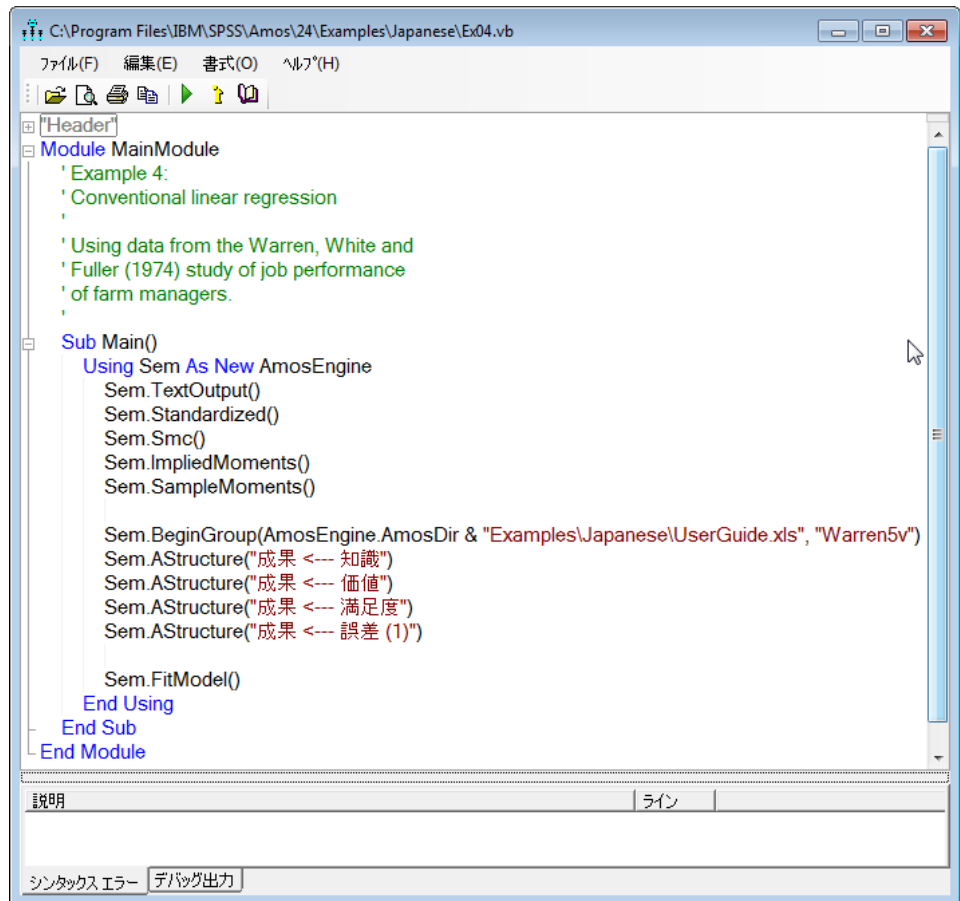 C:\Program Files\IBM\SPSS\Amos\24\Examples\Japanese\Ex04.vb
ファイル(F) 編集(E) 書式(O) ヘルプ(H)
"Header"
Module MainModule
' Example 4:
' Conventional linear regression
'
' Using data from the Warren, White and
' Fuller (1974) study of job performance
' of farm managers.
'
Sub Main()
Using Sem As New AmosEngine
Sem.TextOutput()
Sem.Standardized()
Sem.Smc()
Sem.ImpliedMoments()
Sem.SampleMoments()
Sem.BeginGroup(AmosEngine.AmosDir & "Examples\Japanese\UserGuide.xls", "Warren5v")
Sem.AStructure("成果 <--- 知識")
Sem.AStructure("成果 <--- 価値")
Sem.AStructure("成果 <--- 満足度")
Sem.AStructure("成果 <--- 誤差 (1)")
Sem.FitModel()
End Using
End Sub
End Module
説明 ライン
シンタックス エラー デバッグ出力